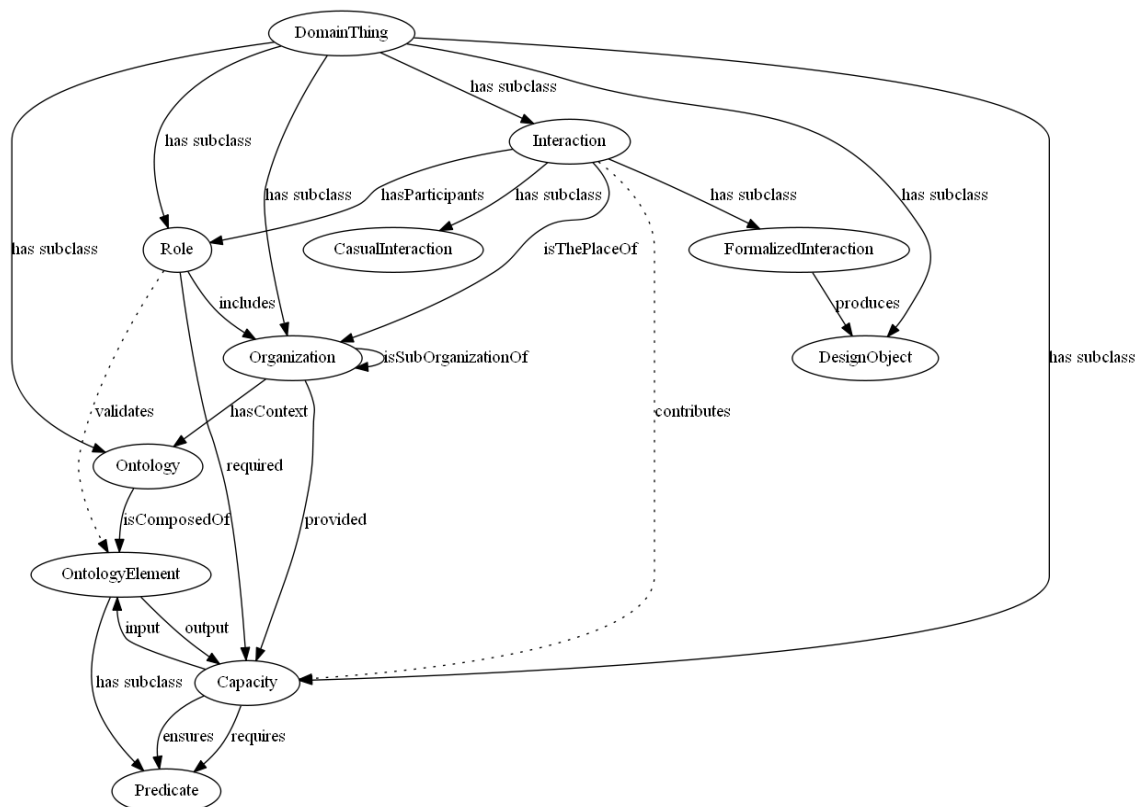 DomainThing
has subclass
Interaction
has subclass
has subclass
hasParticipants
has subclass
has subclass
has subclass
has subclass
Role
CasualInteraction
isThePlaceOf
FormalizedInteraction
includes
produces
Organization
isSubOrganizationOf
DesignObject
has subclass
validates
hasContext
contributes
Ontology
required
isComposedOf
provided
OntologyElement
input
output
has subclass
Capacity
ensures
requires
Predicate